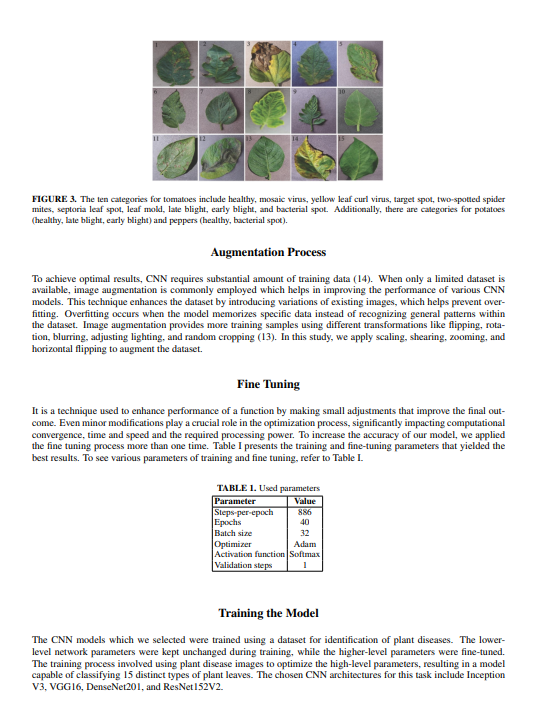 1 2 3 4 5
6 7 8 9 10
11 12 13 14 15
FIGURE 3. The ten categories for tomatoes include healthy, mosaic virus, yellow leaf curl virus, target spot, two-spotted spider
mites, septoria leaf spot, leaf mold, late blight, early blight, and bacterial spot. Additionally, there are categories for potatoes
(healthy, late blight, early blight) and peppers (healthy, bacterial spot).
Augmentation Process
To achieve optimal results, CNN requires substantial amount of training data (14). When only a limited dataset is
available, image augmentation is commonly employed which helps in improving the performance of various CNN
models. This technique enhances the dataset by introducing variations of existing images, which helps prevent over-
fitting. Overfitting occurs when the model memorizes specific data instead of recognizing general patterns within
the dataset. Image augmentation provides more training samples using different transformations like flipping, rota-
tion, blurring, adjusting lighting, and random cropping (13). In this study, we apply scaling, shearing, zooming, and
horizontal flipping to augment the dataset.
Fine Tuning
It is a technique used to enhance performance of a function by making small adjustments that improve the final out-
come. Even minor modifications play a crucial role in the optimization process, significantly impacting computational
convergence, time and speed and the required processing power. To increase the accuracy of our model, we applied
the fine tuning process more than one time. Table I presents the training and fine-tuning parameters that yielded the
best results. To see various parameters of training and fine tuning, refer to Table I.
TABLE 1. Used parameters
Parameter Value
Steps-per-epoch 886
Epochs 40
Batch size 32
Optimizer Adam
Activation function Softmax
Validation steps 1
Training the Model
The CNN models which we selected were trained using a dataset for identification of plant diseases. The lower-
level network parameters were kept unchanged during training, while the higher-level parameters were fine-tuned.
The training process involved using plant disease images to optimize the high-level parameters, resulting in a model
capable of classifying 15 distinct types of plant leaves. The chosen CNN architectures for this task include Inception
V3, VGG16, DenseNet201, and ResNet152V2.